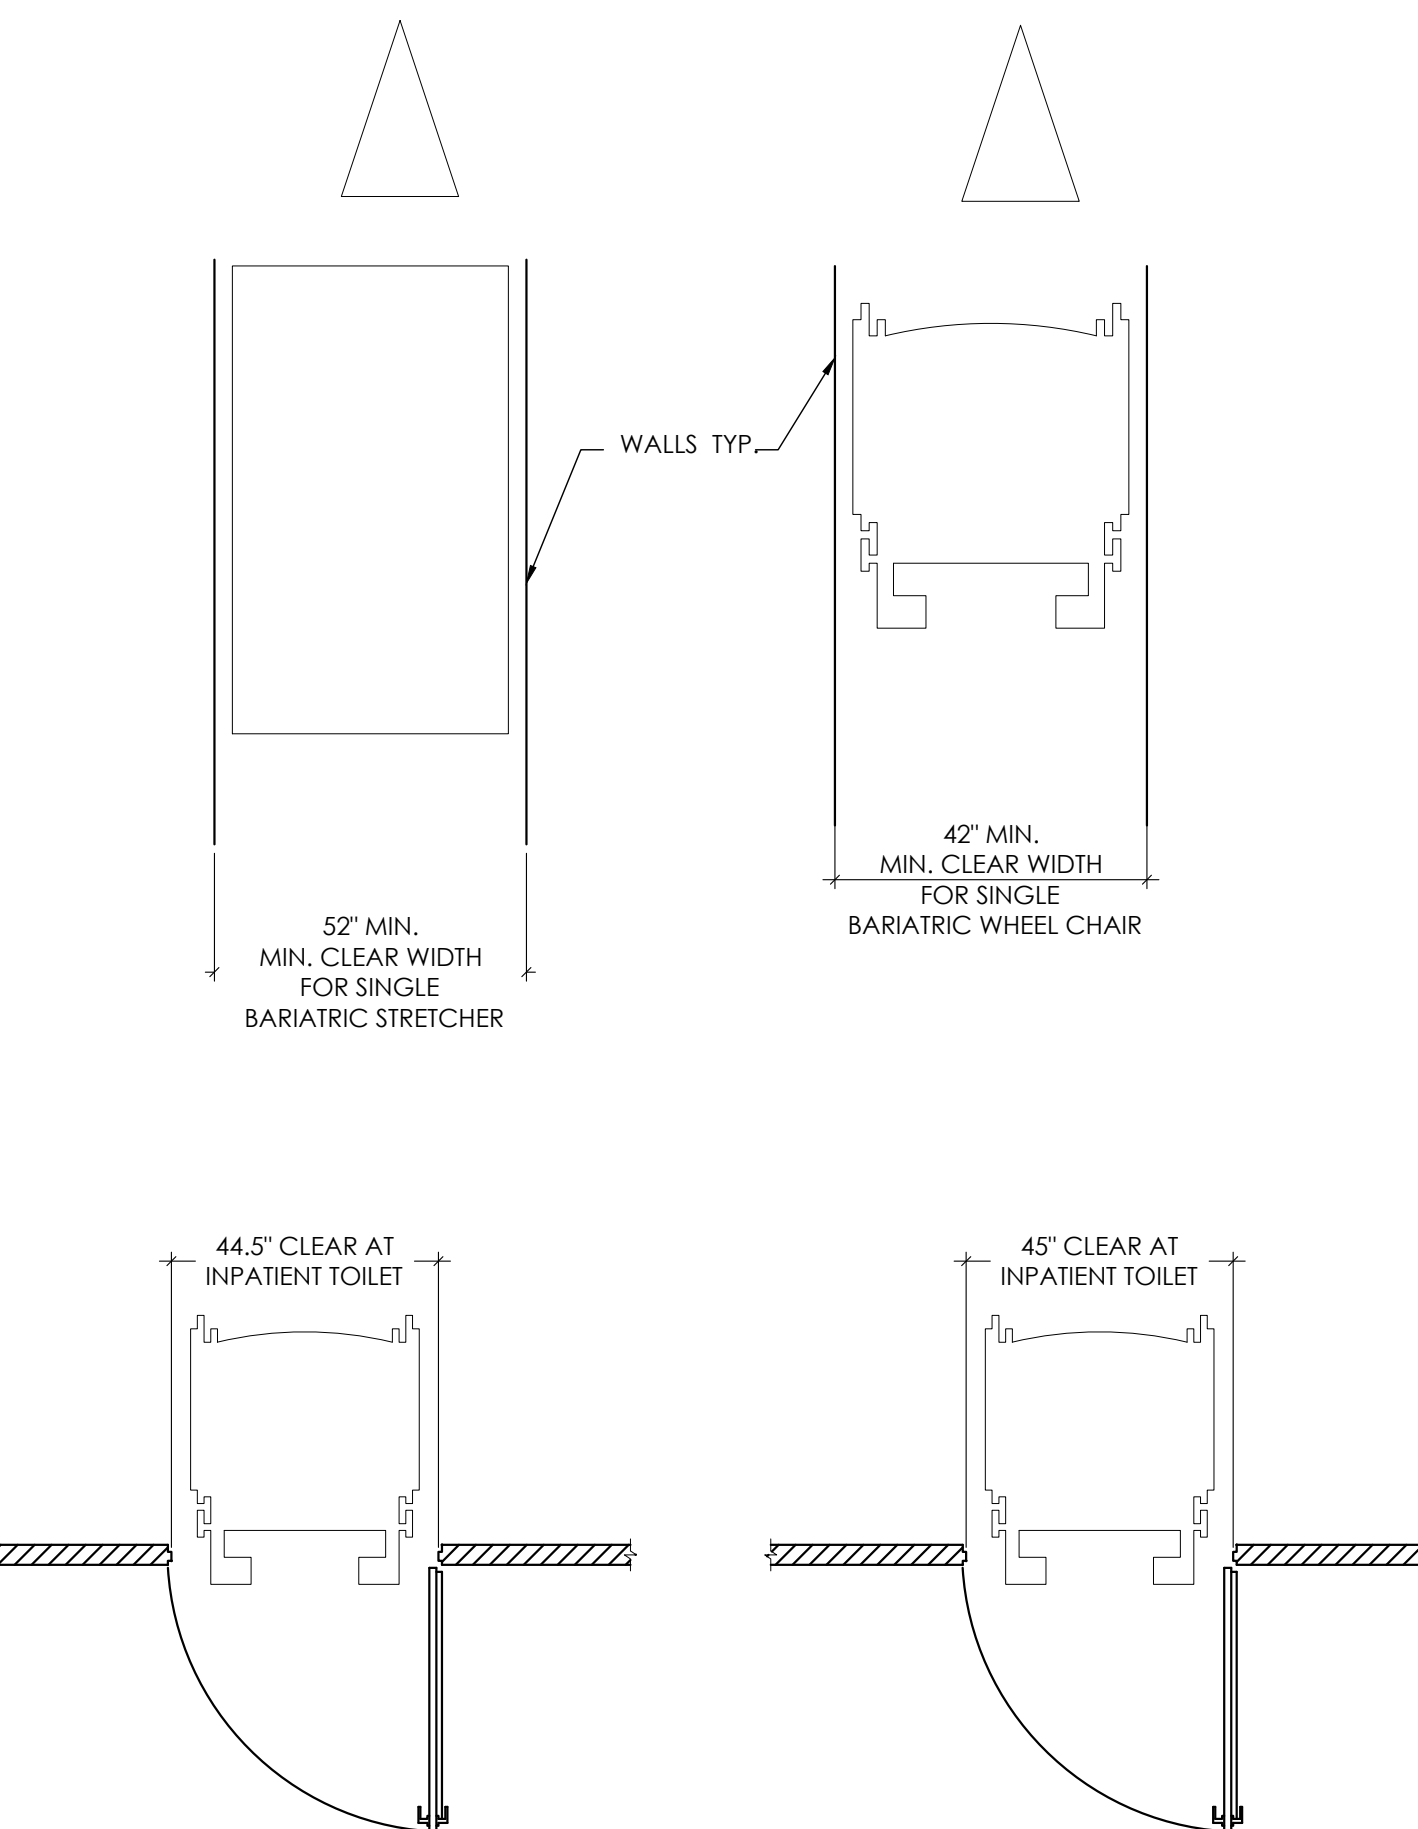 WALLS TYP.
42" MIN.
MIN. CLEAR WIDTH
FOR SINGLE
BARIATRIC WHEEL CHAIR
52" MIN.
MIN. CLEAR WIDTH
FOR SINGLE
BARIATRIC STRETCHER
44.5" CLEAR AT
INPATIENT TOILET
45" CLEAR AT
INPATIENT TOILET